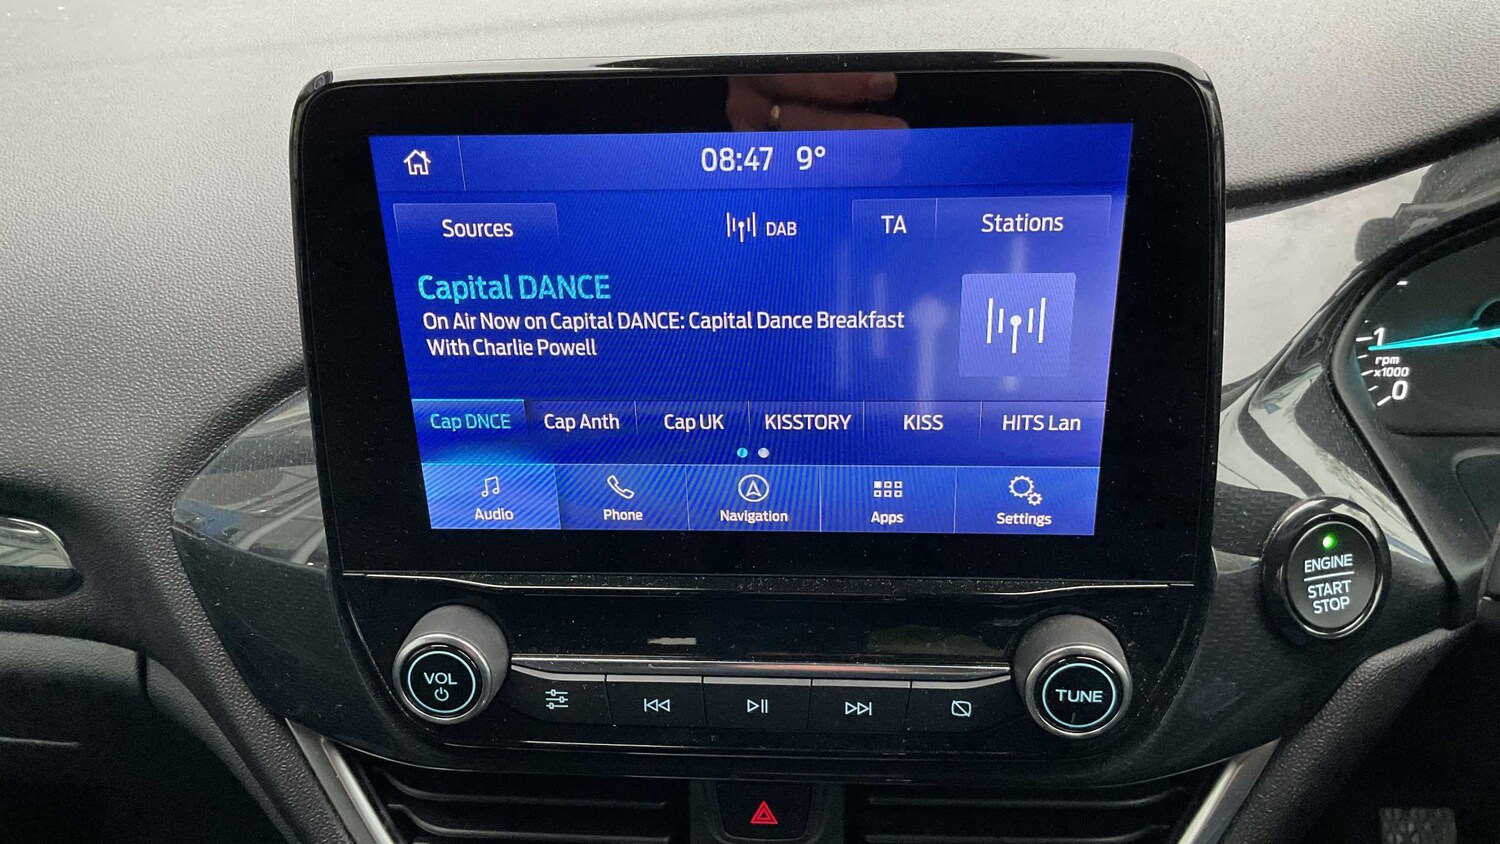 08:47 9°
Sources
DAB
TA
Stations
Capital DANCE
On Air Now on Capital DANCE: Capital Dance Breakfast
With Charlie Powell
Cap DNCE
Cap Anth
Cap UK
KISSTORY
KISS
HITS Lan
Audio
Phone
Navigation
Apps
Settings
1
rpm
x1000
0
ENGINE
START
STOP
VOL
TUNE